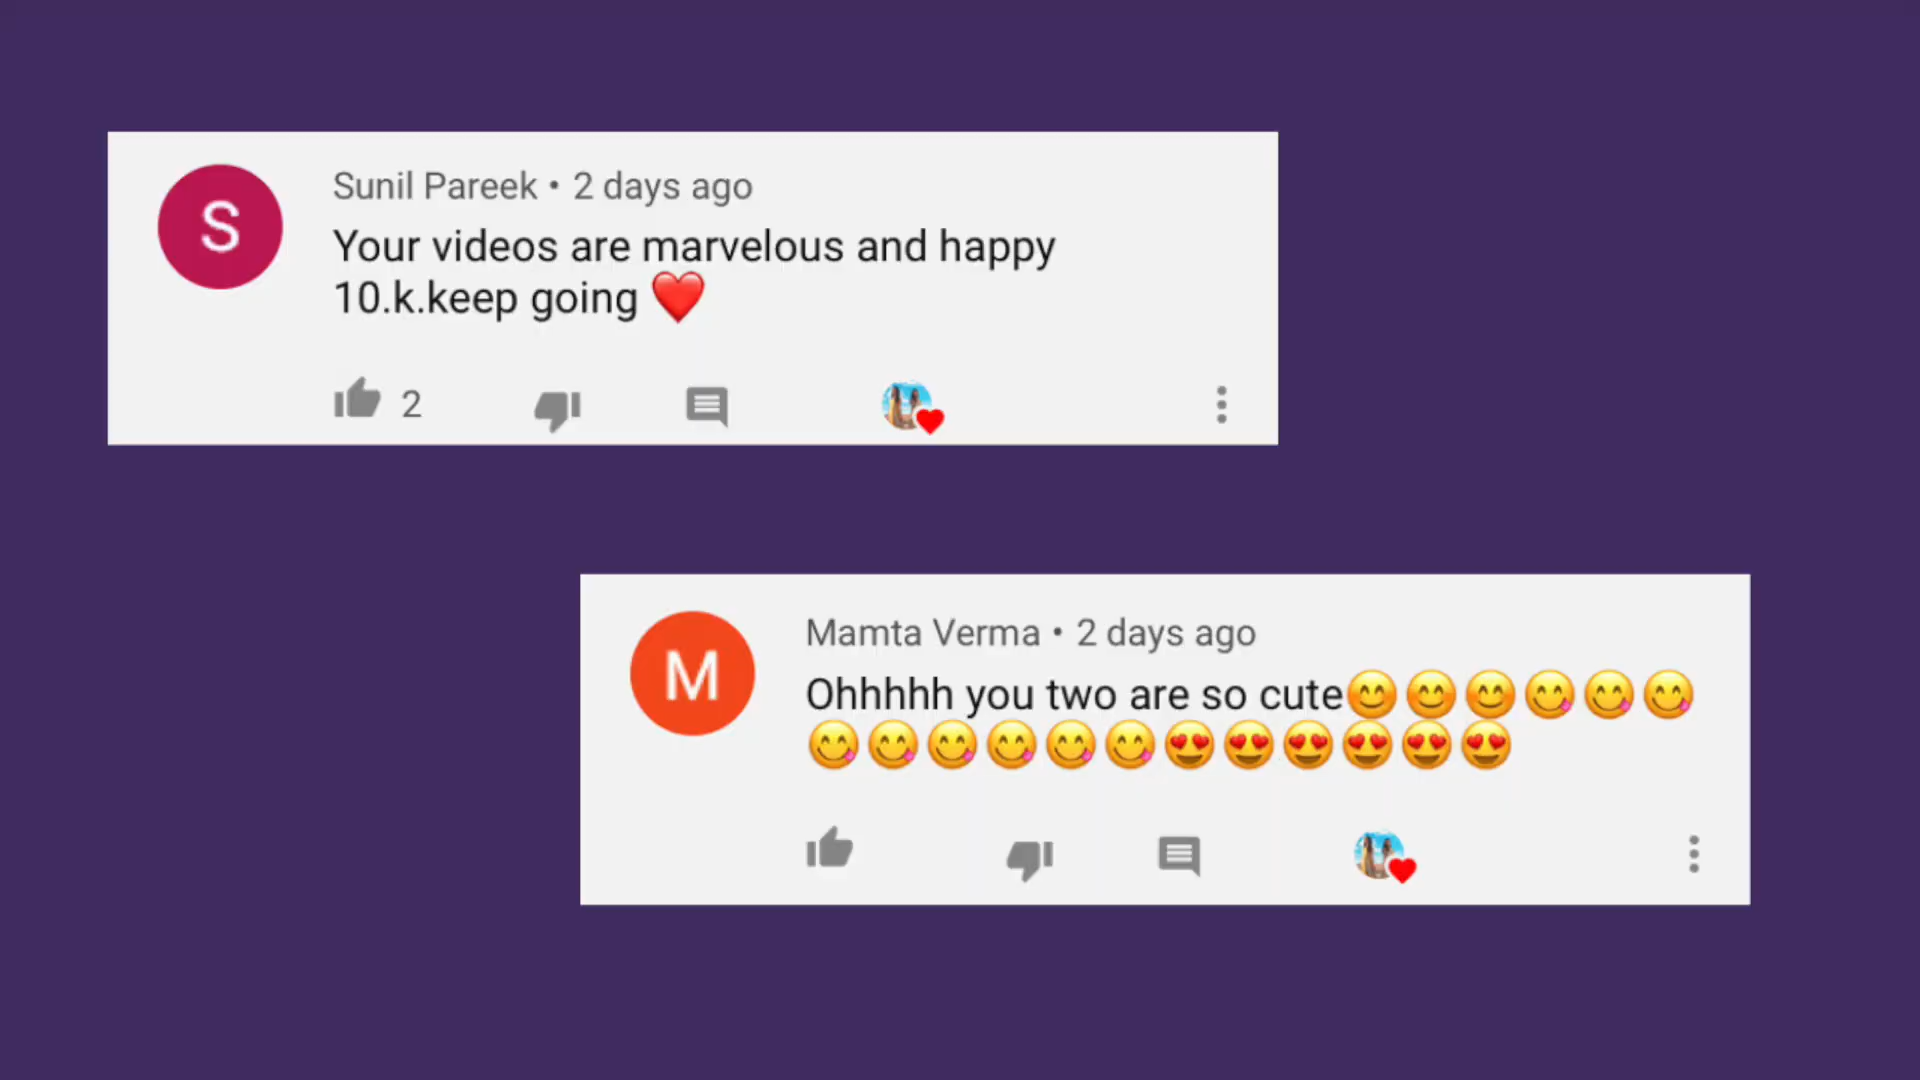 S
Sunil Pareek • 2 days ago
Your videos are marvelous and happy
10.k.keep going ❤️
2
M
Mamta Verma • 2 days ago
Ohhhhh you two are so cute😊😊😊😋😋😋
😋😋😋😋😋😋😍😍😍😍😍😍